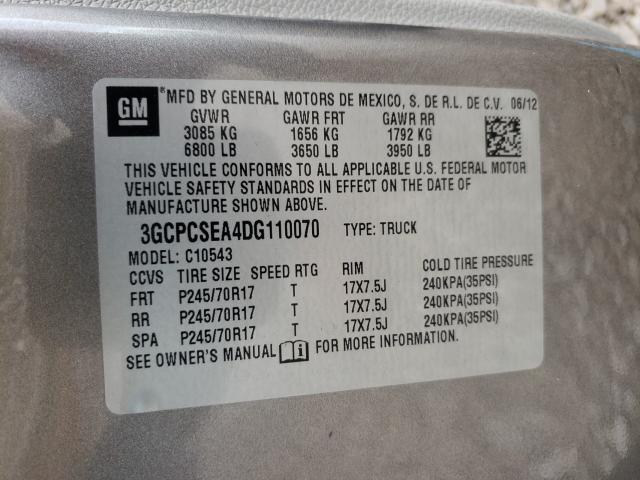 GM ® MFD BY GENERAL MOTORS DE MEXICO, S. DE R.L. DE C.V. 06/12
GVWR GAWR FRT GAWR RR
3085 KG 1656 KG 1792 KG
6800 LB 3650 LB 3950 LB
THIS VEHICLE CONFORMS TO ALL APPLICABLE U.S. FEDERAL MOTOR
VEHICLE SAFETY STANDARDS IN EFFECT ON THE DATE OF
MANUFACTURE SHOWN ABOVE.
3GCPCSEA4DG110070 TYPE: TRUCK
MODEL: C10543
CCVS TIRE SIZE SPEED RTG RIM COLD TIRE PRESSURE
FRT P245/70R17 T 17X7.5J 240KPA(35PSI)
RR P245/70R17 T 17X7.5J 240KPA(35PSI)
SPA P245/70R17 T 17X7.5J 240KPA(35PSI)
SEE OWNER'S MANUAL i FOR MORE INFORMATION.